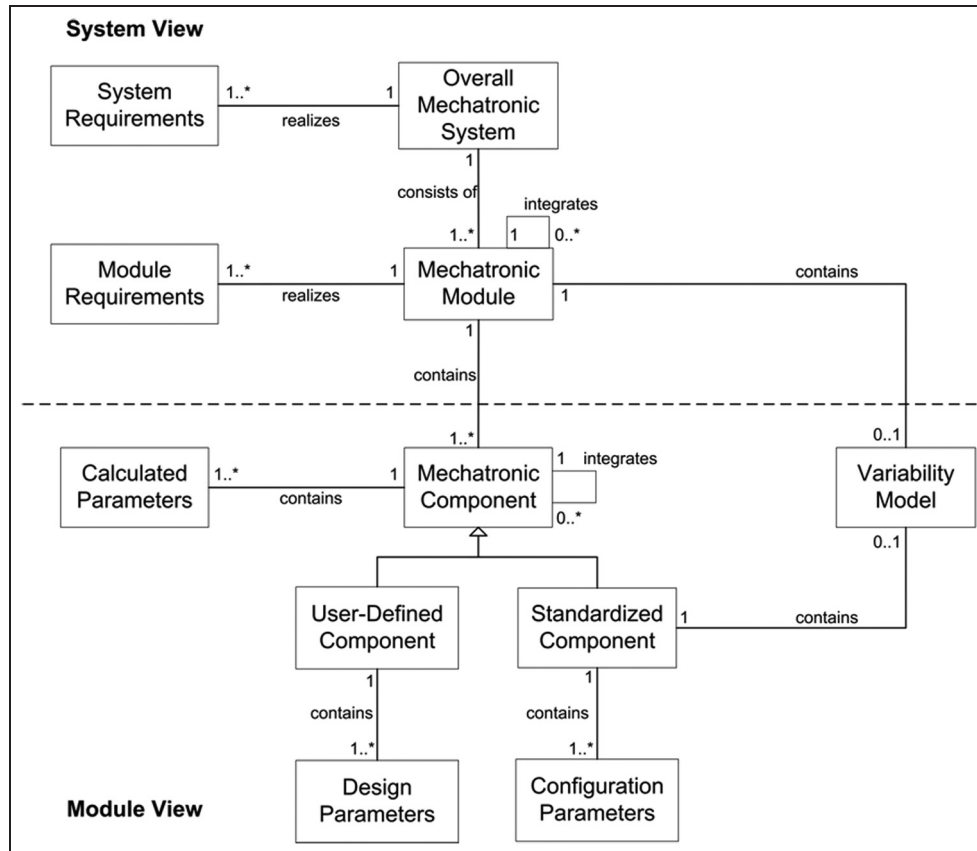 System View
System
Requirements
1..*
realizes
1
Overall
Mechatronic
System
1
consists of
1..*
integrates
1
0..*
Module
Requirements
1..*
realizes
1
Mechatronic
Module
1
contains
1
contains
1..*
0..1
Calculated
Parameters
1..*
contains
1
Mechatronic
Component
1
integrates
0..*
Variability
Model
0..1
User-Defined
Component
Standardized
Component
1
contains
1
contains
1..*
1
contains
1..*
Design
Parameters
Configuration
Parameters
Module View